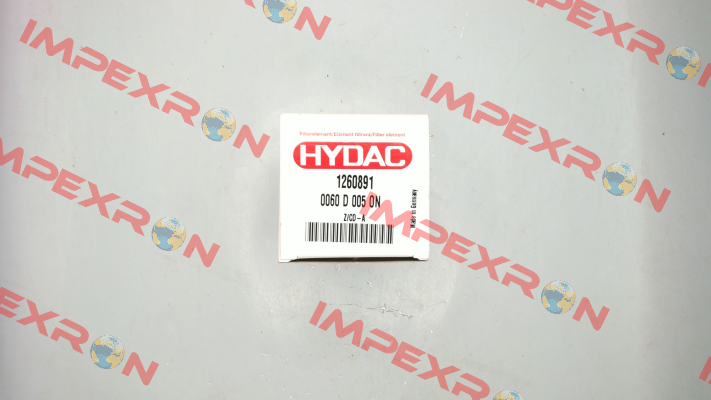 Filterelement/Element filtrant/Filter element
HYDAC
1260891
0060 D 005 ON
Z/CD-A
Made in Germany
IMPEXRON
IMPEXRON
IMPEXRON
IMPEXRON
IMPEXRON
IMPEXRON
IMPEXRON
IMPEXRON